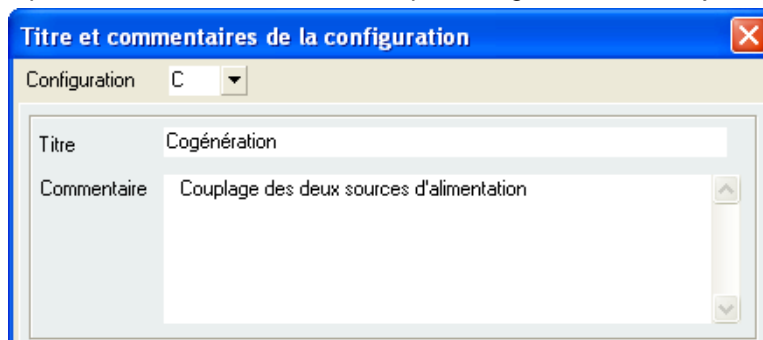 Titre et commentaires de la configuration
Configuration C
Titre Cogénération
Commentaire Couplage des deux sources d'alimentation